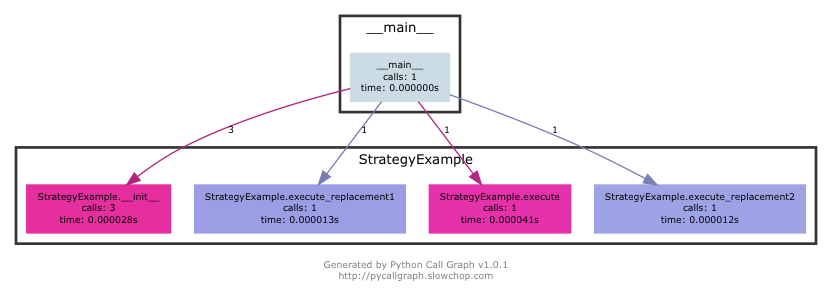 __main__
__main__
calls: 1
time: 0.000000s
3
1
1
1
StrategyExample
StrategyExample.__init__
calls: 3
time: 0.000028s
StrategyExample.execute_replacement1
calls: 1
time: 0.000013s
StrategyExample.execute
calls: 1
time: 0.000041s
StrategyExample.execute_replacement2
calls: 1
time: 0.000012s
Generated by Python Call Graph v1.0.1
http://pycallgraph.slowchop.com